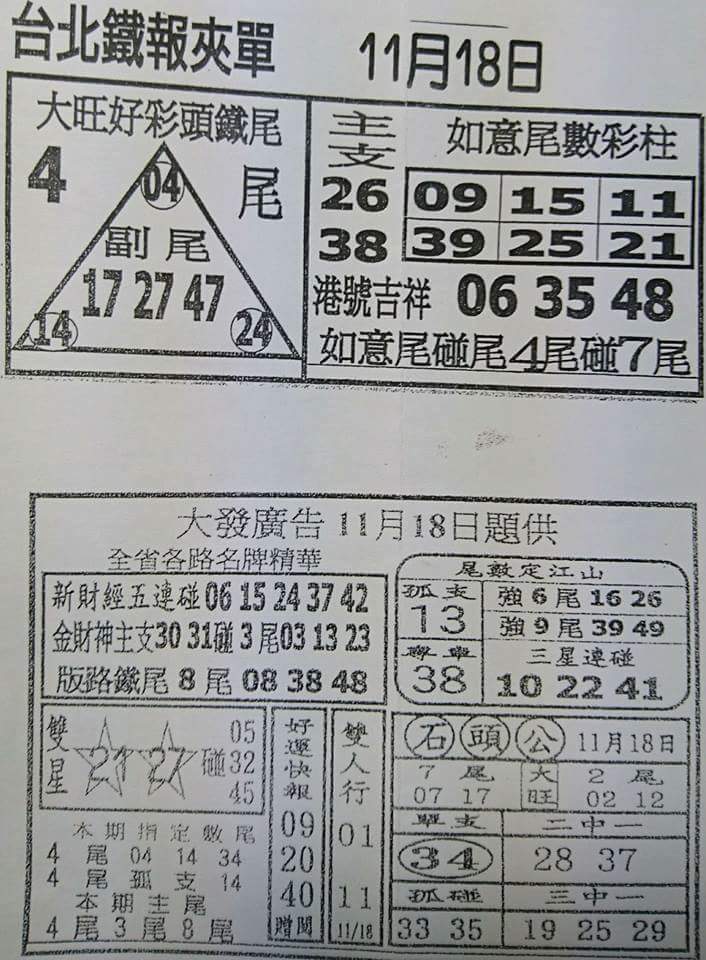 台北鐵報夾單 11月18日
大旺好彩頭鐵尾
4 04 尾
副尾
17 27 47
14 24
主支 如意尾數彩柱
26 09 15 11
38 39 25 21
港號吉祥 06 35 48
如意尾碰尾4尾碰7尾
大發廣告 11月18日題供
全省各路名牌精華
新財經五連碰 06 15 24 37 42
金財神主支30 31碰 3 尾03 13 23
版路鐵尾 8 尾 08 38 48
尾數定江山
孤支 強 6 尾 16 26
13 強 9 尾 39 49
三星連碰
38 10 22 41
雙星 21 27 碰 05 32 45
本期指定數尾
4 尾 04 14 34
4 尾 孤 支 14
本期主尾
4 尾 3 尾 8 尾
好運快報
09
20
40
贈閱
雙人行
01
11
11/18
石頭公 11月18日
7 尾 大旺 2 尾
07 17 02 12
單支 二中一
34 28 37
孤碰 三中一
33 35 19 25 29